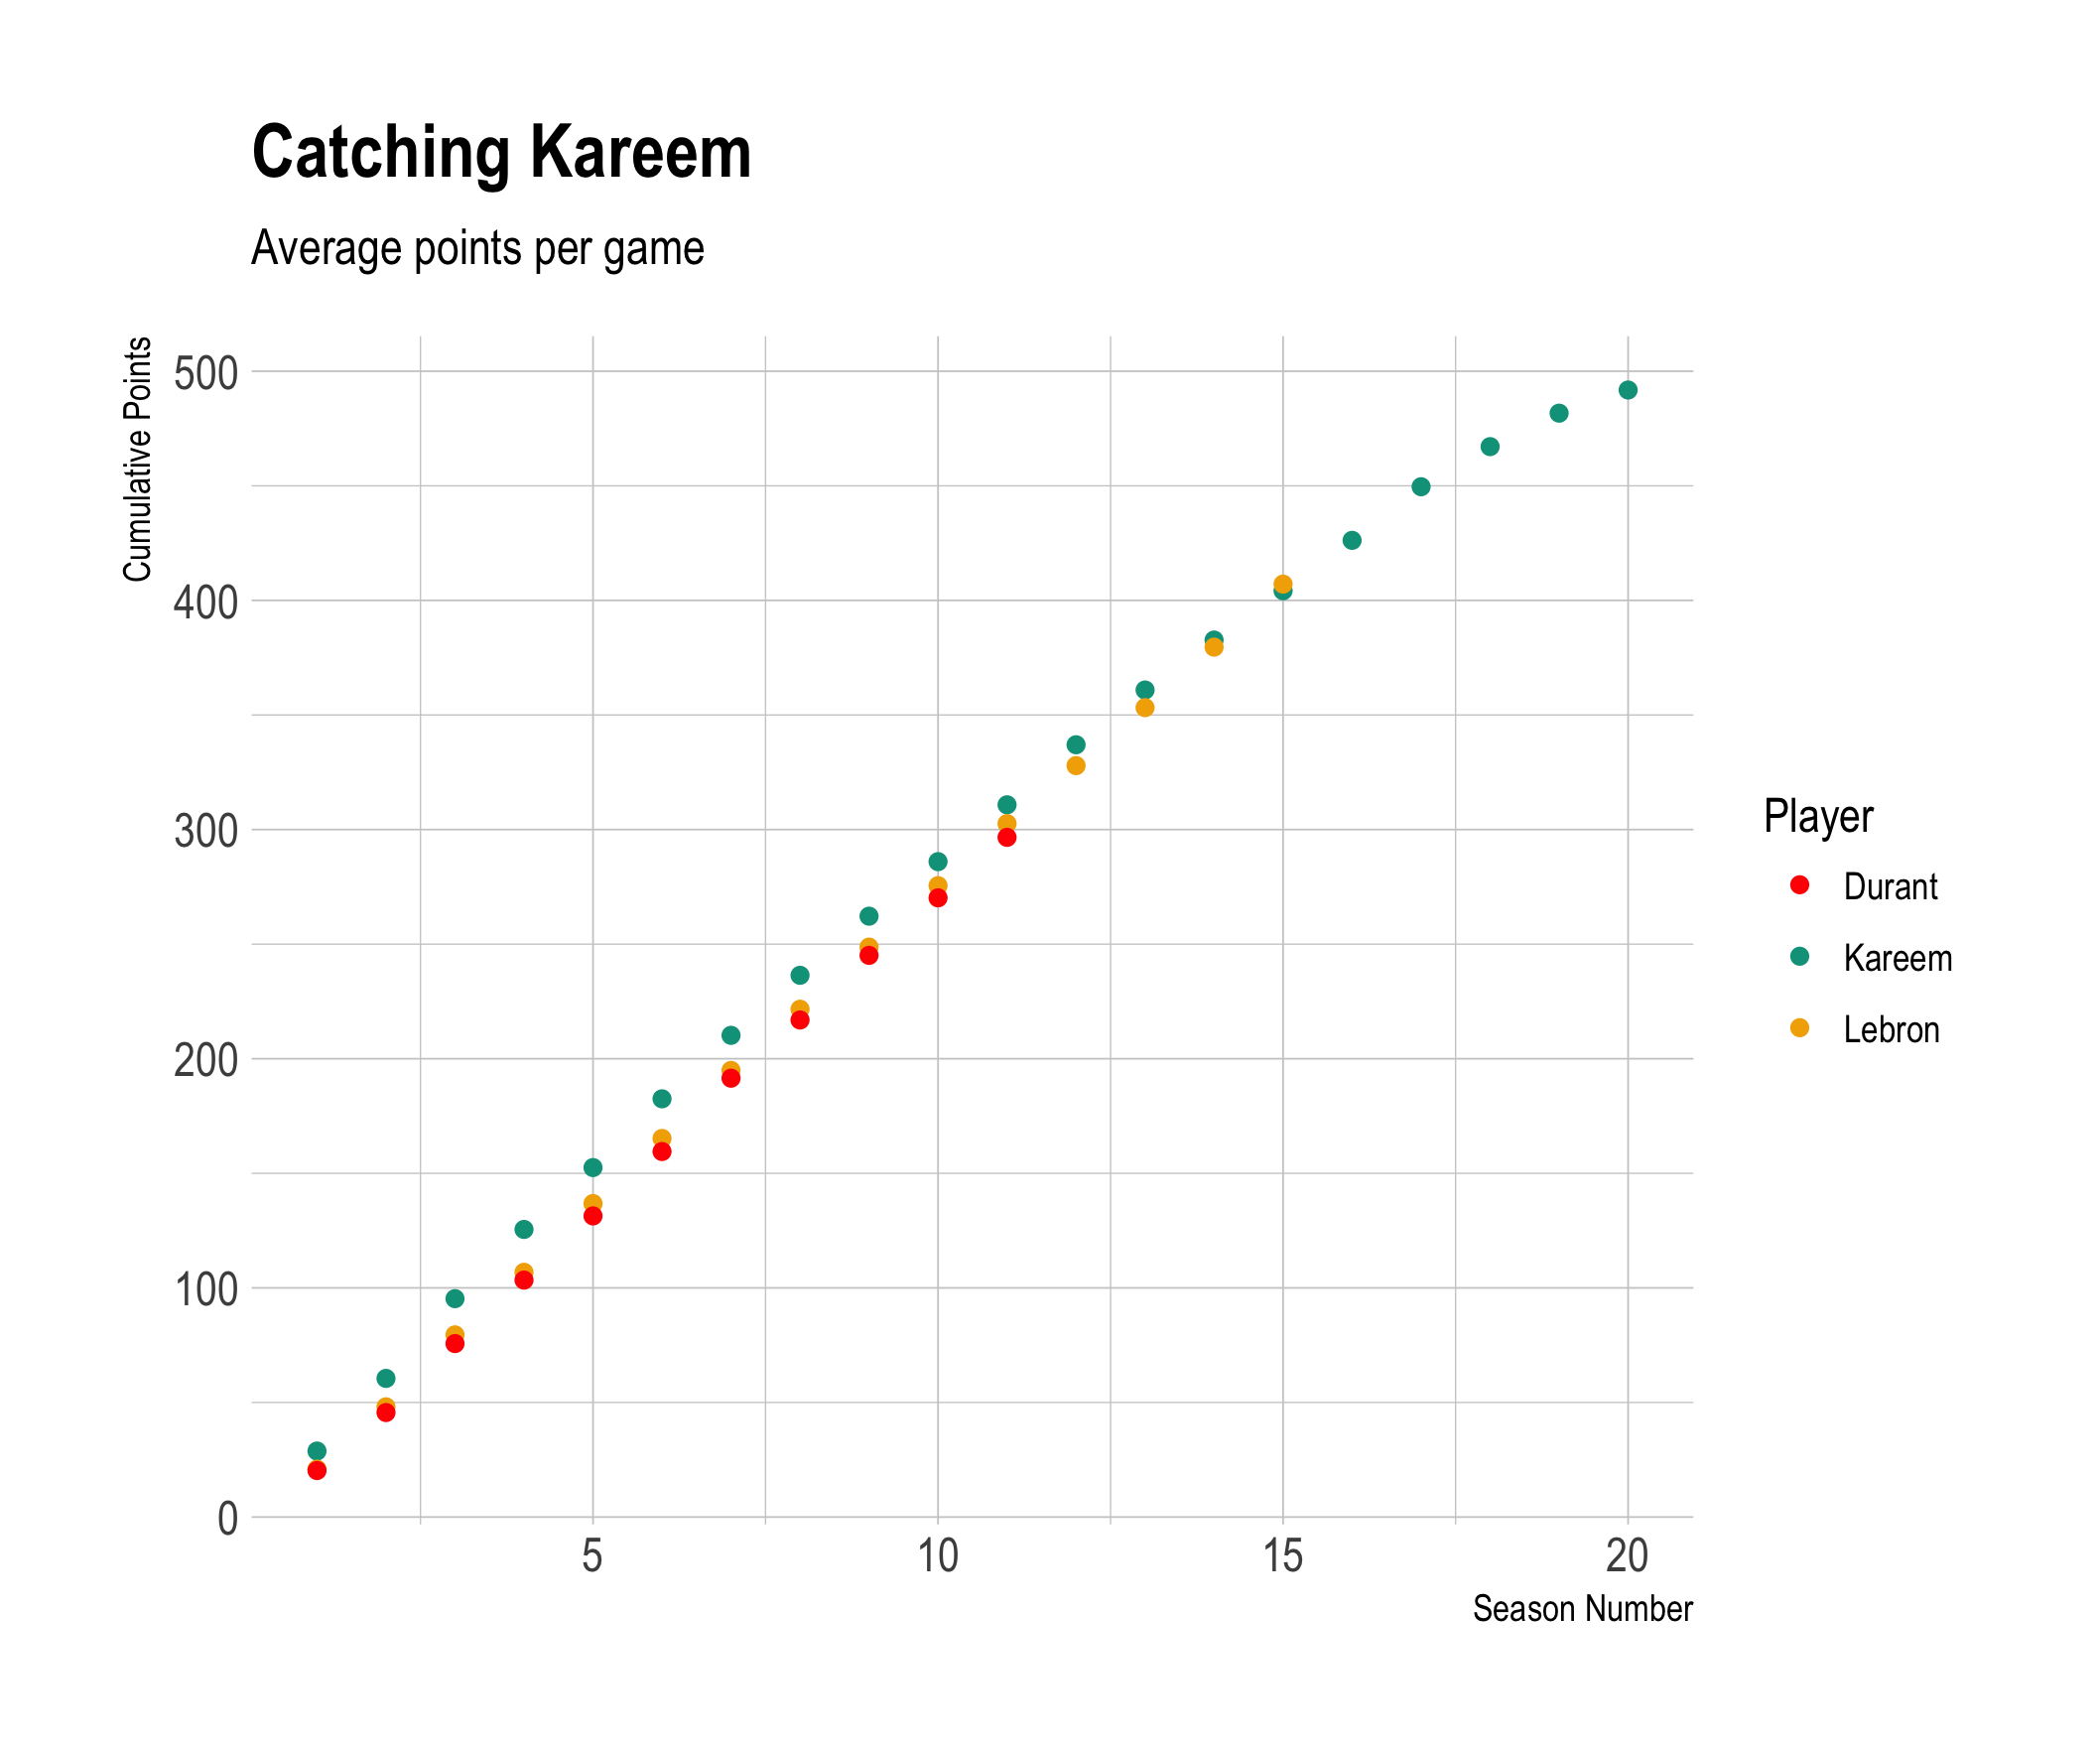 Catching Kareem
Average points per game
Cumulative Points
500
400
300
200
100
0
5
10
15
20
Season Number
Player
Durant
Kareem
Lebron